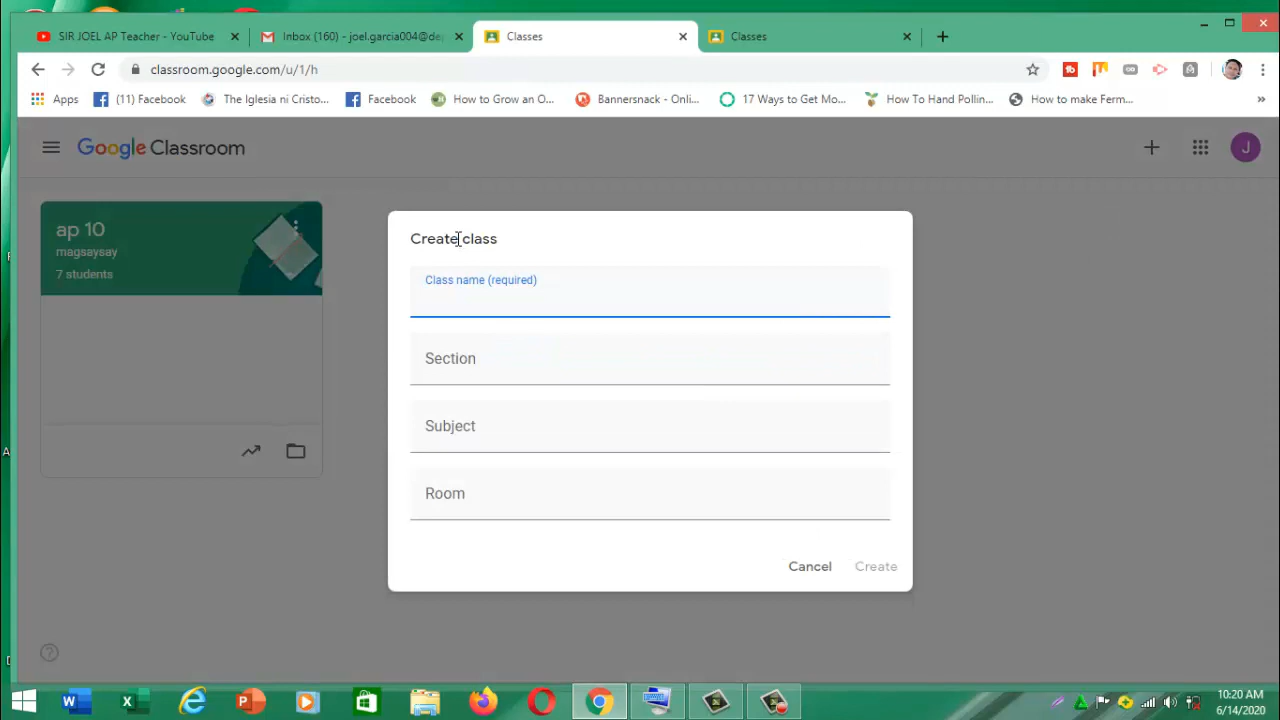 SIR JOEL AP Teacher - YouTube
Inbox (160) - joel.garcia004@de
Classes
Classes
classroom.google.com/u/1/h
Apps
(11) Facebook
The Iglesia ni Cristo...
Facebook
How to Grow an O...
Bannersnack - Onli...
17 Ways to Get Mo...
How To Hand Pollin...
How to make Ferm...
»
Google Classroom
J
ap 10
magsaysay
7 students
Create class
Class name (required)
Section
Subject
Room
Cancel
Create
10:20 AM
6/14/2020